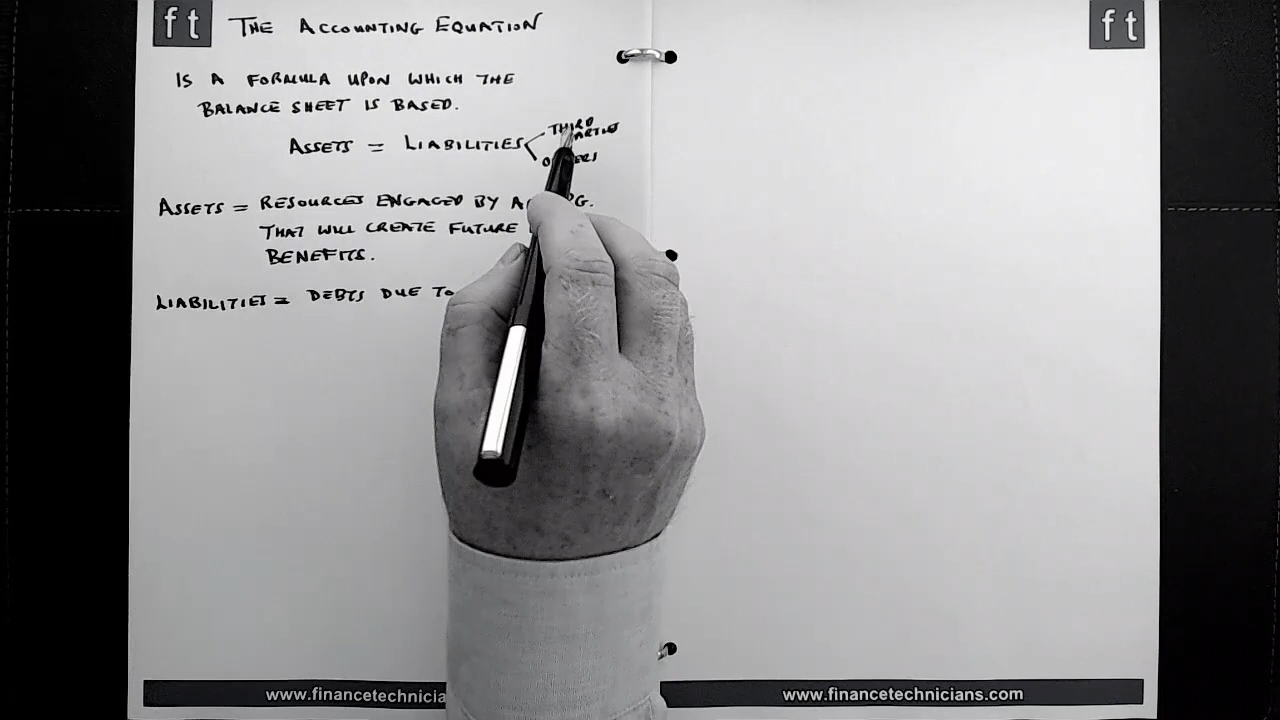 ft THE ACCOUNTING EQUATION
IS A FORMULA UPON WHICH THE
BALANCE SHEET IS BASED.
ASSETS = LIABILITIES
THIRD
ASSETS = RESOURCES ENGAGED BY
THAT WILL CREATE FUTURE
BENEFITS.
LIABILITIES = DEBTS DUE TO
www.financetechnicia
ft
www.financetechnicians.com